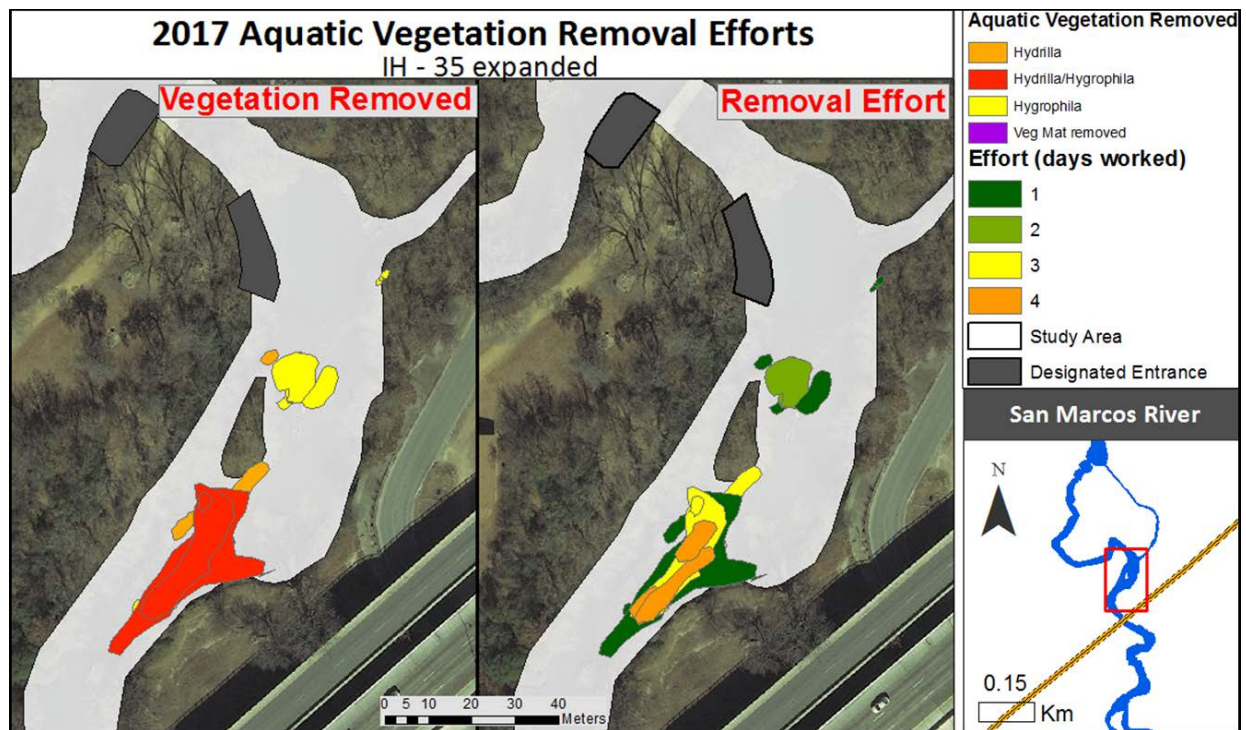 2017 Aquatic Vegetation Removal Efforts
IH - 35 expanded
Vegetation Removed
Removal Effort
0 5 10 20 30 40
Meters
Aquatic Vegetation Removed
Hydrilla
Hydrilla/Hygrophila
Hygrophila
Veg Mat removed
Effort (days worked)
1
2
3
4
Study Area
Designated Entrance
San Marcos River
N
0.15
Km